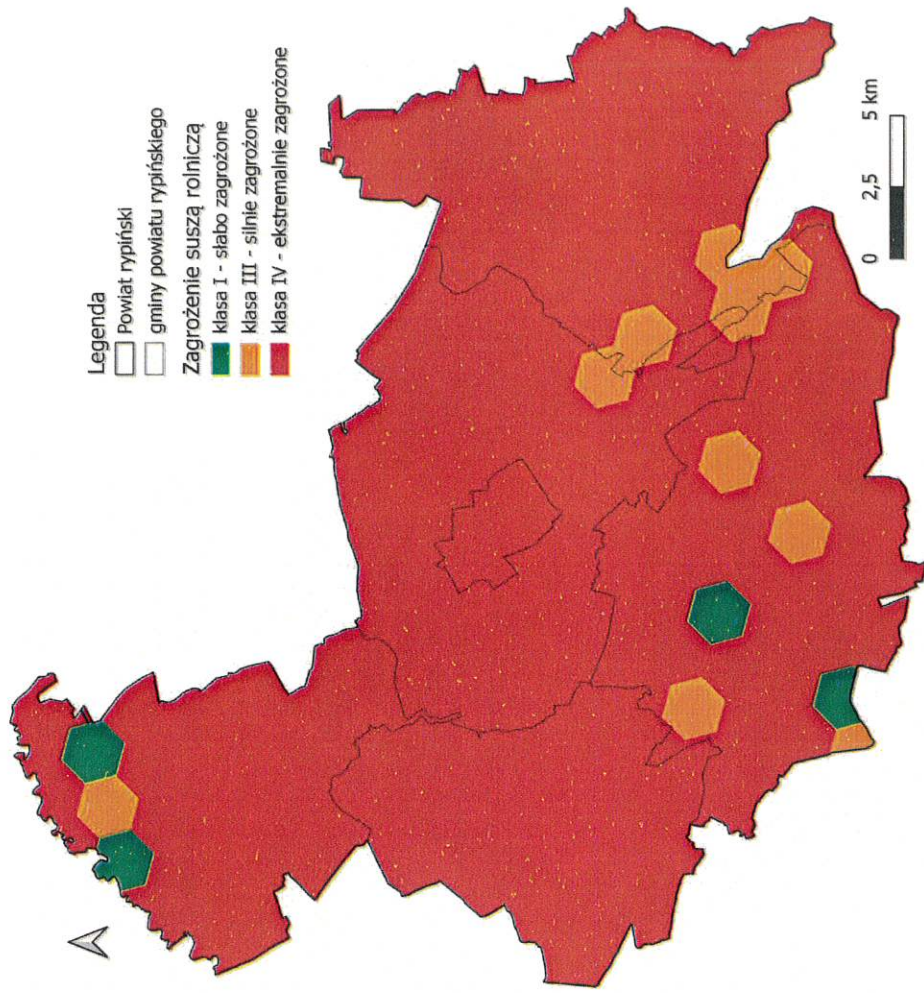 Legenda
Powiat rypiński
gminy powiatu rypińskiego
Zagrożenie suszą rolniczą
klasa I - słabo zagrożone
klasa III - silnie zagrożone
klasa IV - ekstremalnie zagrożone
0 2,5 5 km